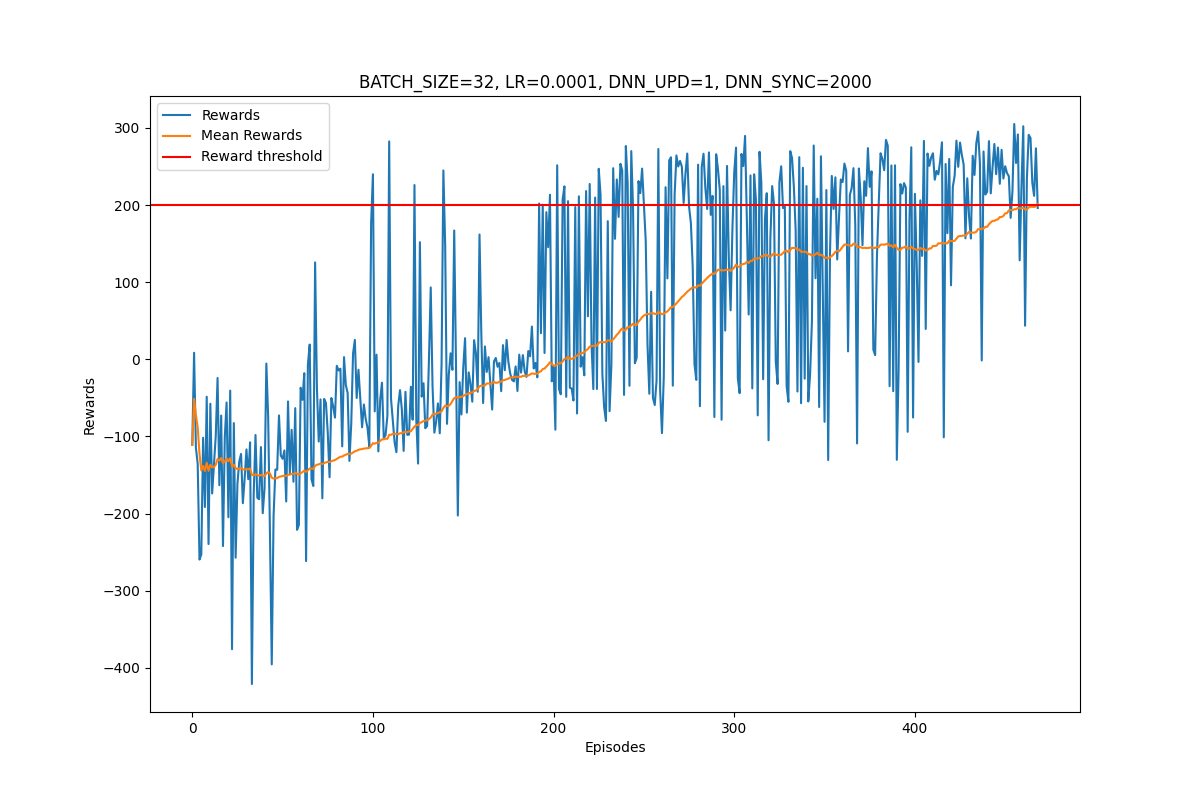 BATCH_SIZE=32, LR=0.0001, DNN_UPD=1, DNN_SYNC=2000
Rewards
Mean Rewards
Reward threshold
300
200
100
0
−100
−200
−300
−400
Rewards
0 100 200 300 400
Episodes